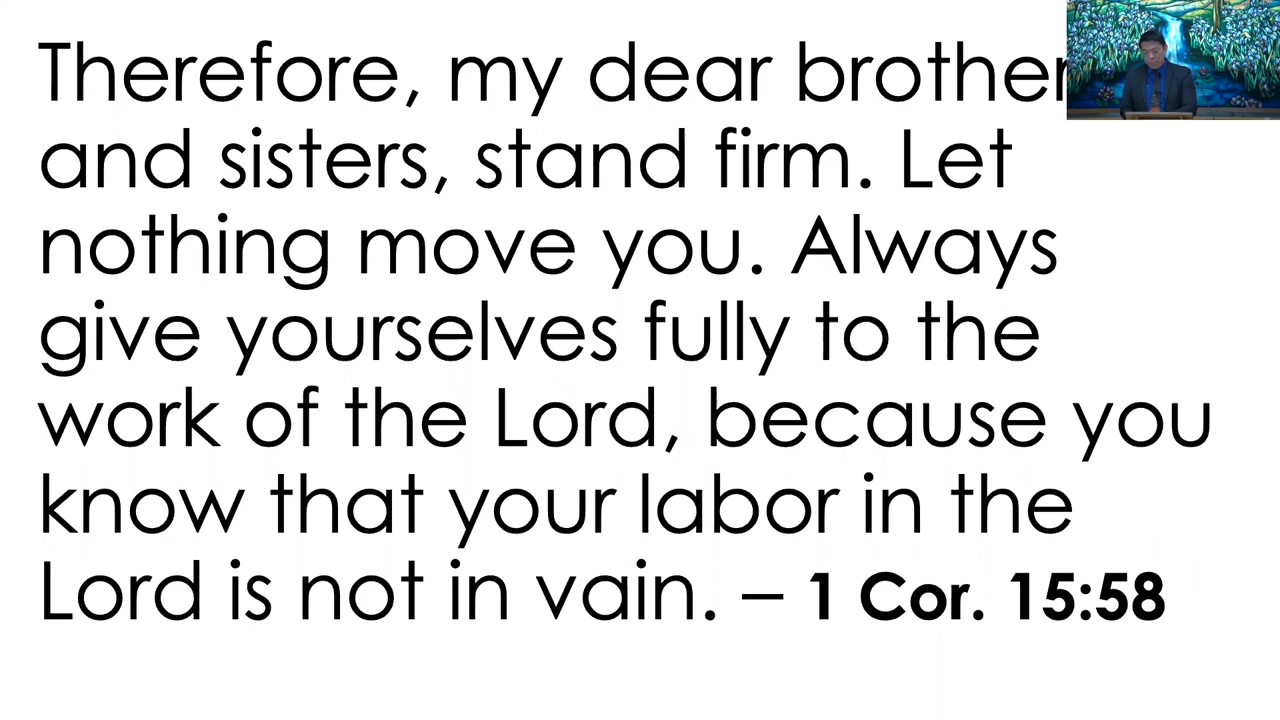 Therefore, my dear brother
and sisters, stand firm. Let
nothing move you. Always
give yourselves fully to the
work of the Lord, because you
know that your labor in the
Lord is not in vain. – 1 Cor. 15:58